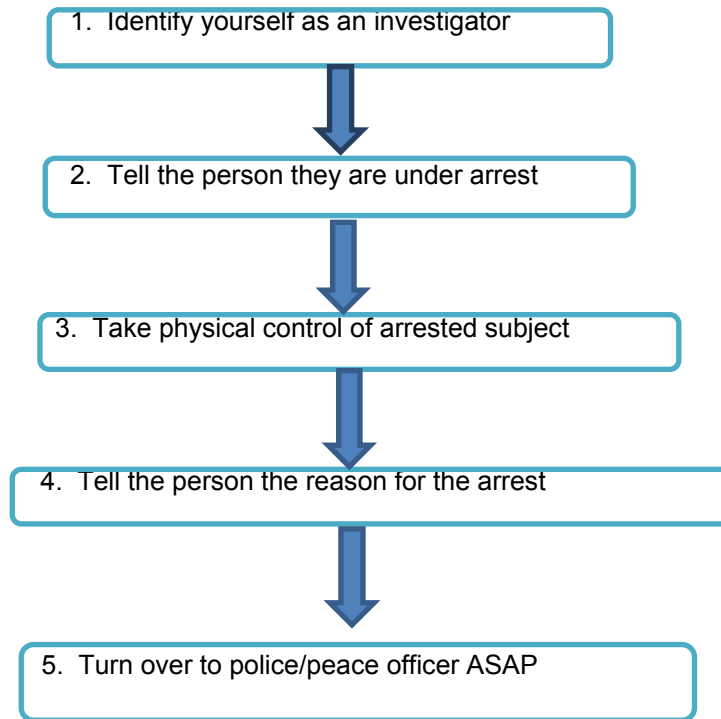 1. Identify yourself as an investigator
2. Tell the person they are under arrest
3. Take physical control of arrested subject
4. Tell the person the reason for the arrest
5. Turn over to police/peace officer ASAP